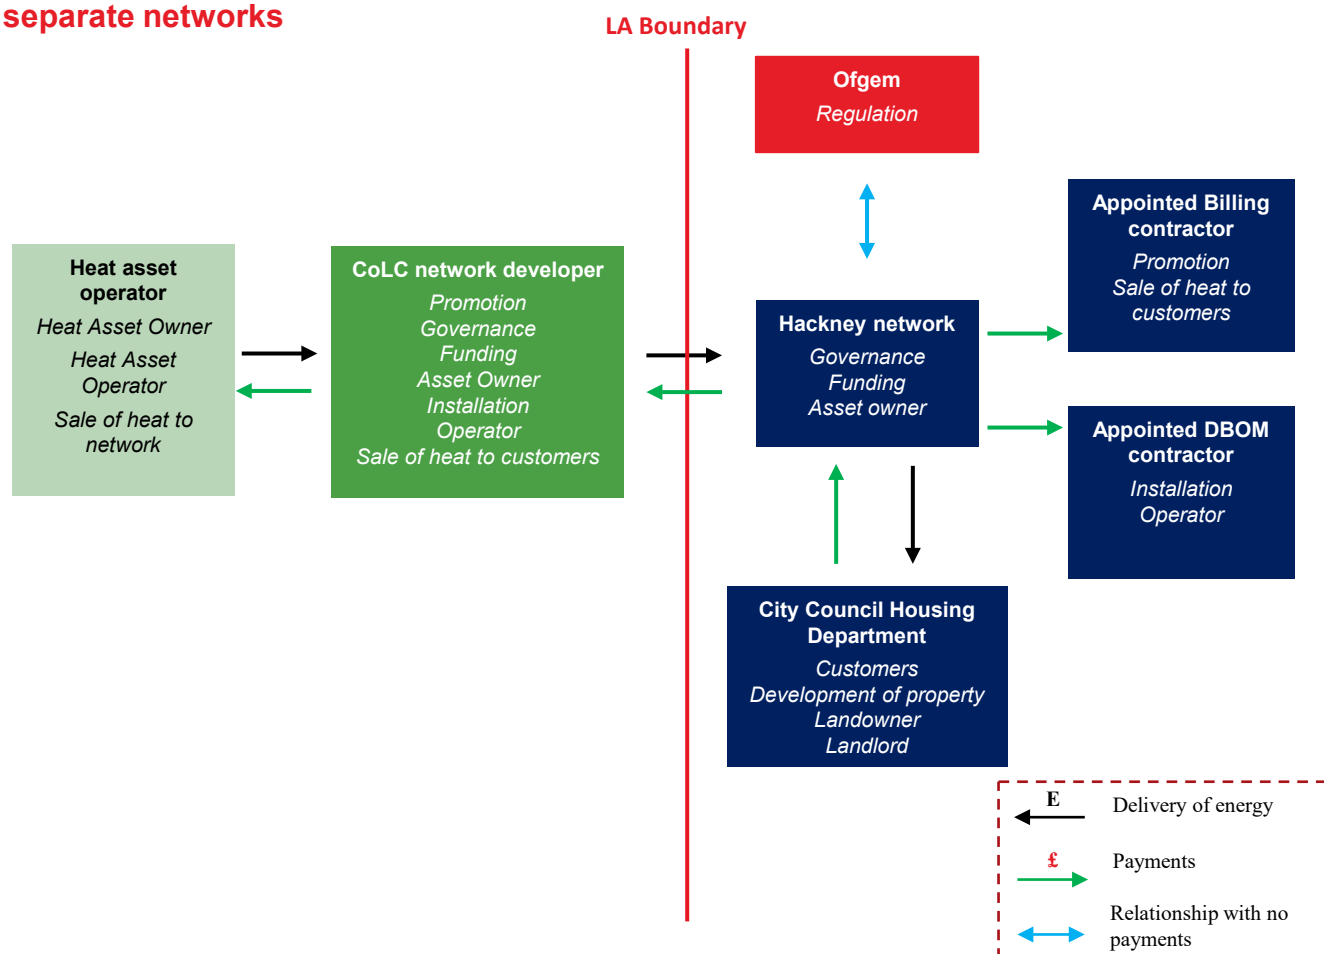 separate networks
LA Boundary
Ofgem
Regulation
Appointed Billing
contractor
Promotion
Sale of heat to
customers
Heat asset
operator
Heat Asset Owner
Heat Asset
Operator
Sale of heat to
network
CoLC network developer
Promotion
Governance
Funding
Asset Owner
Installation
Operator
Sale of heat to customers
Hackney network
Governance
Funding
Asset owner
Appointed DBOM
contractor
Installation
Operator
City Council Housing
Department
Customers
Development of property
Landowner
Landlord
E
Delivery of energy
£
Payments
Relationship with no
payments